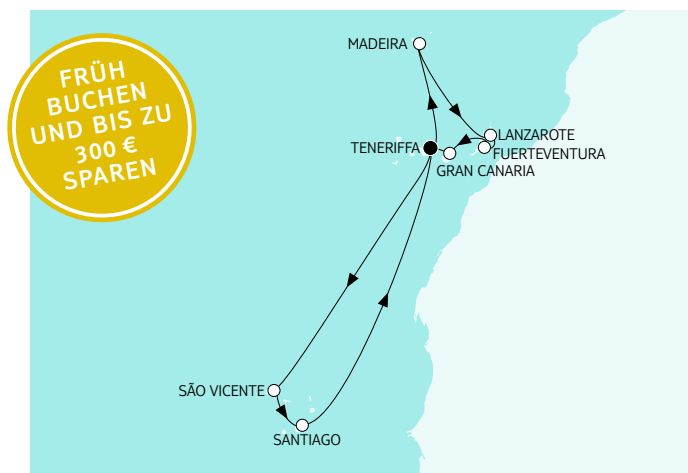 FRÜH
BUCHEN
UND BIS ZU
300 €
SPAREN
MADEIRA
LANZAROTE
TENERIFFA
FUERTEVENTURA
GRAN CANARIA
SÃO VICENTE
SANTIAGO